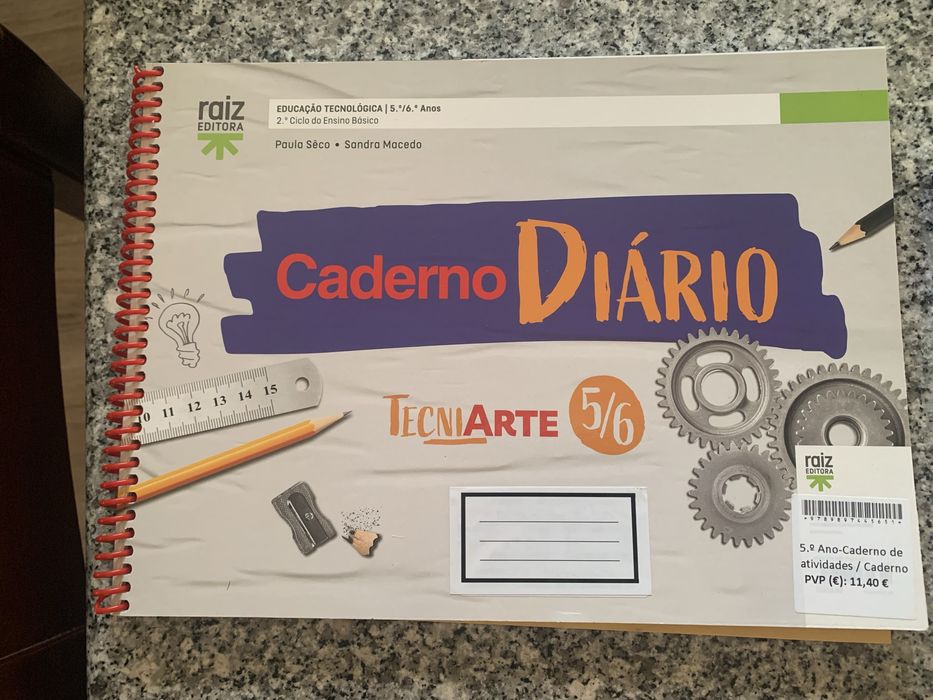 raiz
EDITORA
EDUCAÇÃO TECNOLÓGICA | 5.º/6.º Anos
2.º Ciclo do Ensino Básico
Paula Sêco • Sandra Macedo
Caderno DIÁRIO
10 11 12 13 14 15
TECNIARTE 5/6
raiz
EDITORA
5.º Ano-Caderno de
atividades / Caderno
PVP (€): 11,40 €